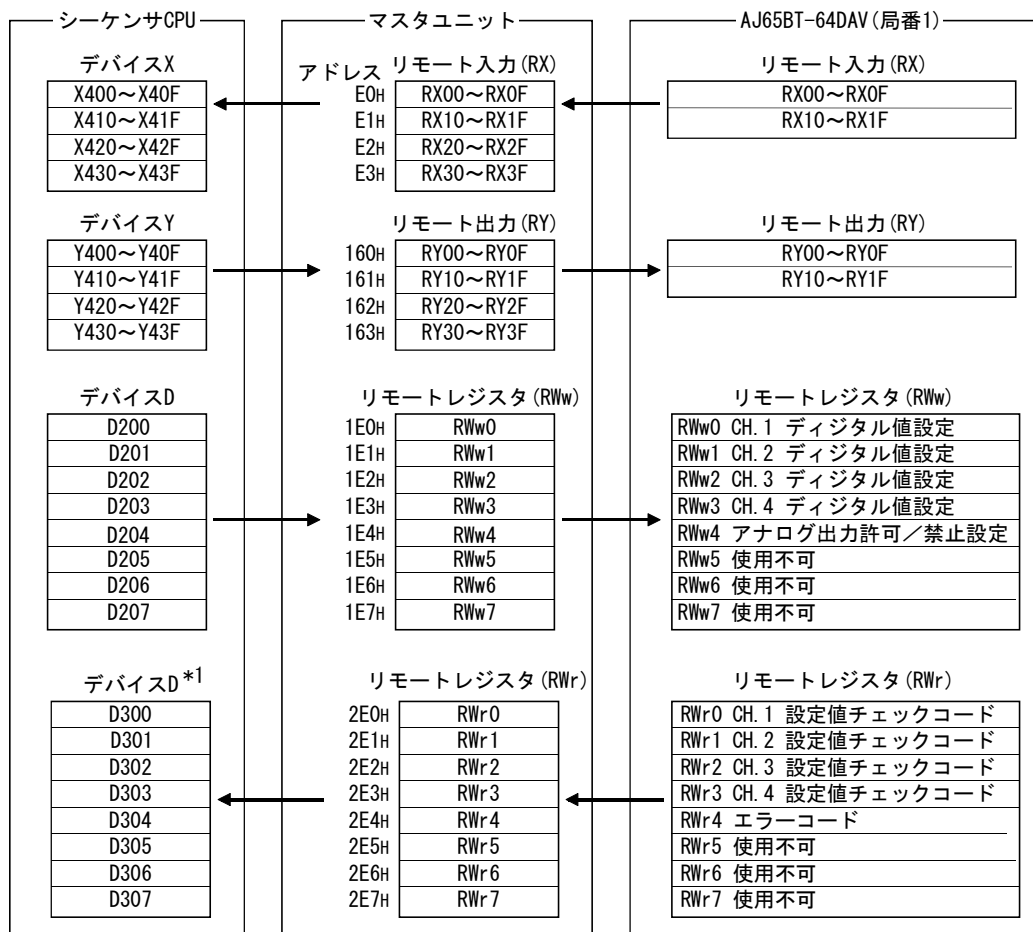 シーケンサCPU
マスタユニット
AJ65BT-64DAV(局番1)
デバイスX
アドレス リモート入力(RX)
リモート入力(RX)
X400～X40F E0H RX00～RX0F RX00～RX0F
X410～X41F E1H RX10～RX1F RX10～RX1F
X420～X42F E2H RX20～RX2F
X430～X43F E3H RX30～RX3F
デバイスY リモート出力(RY) リモート出力(RY)
Y400～Y40F 160H RY00～RY0F RY00～RY0F
Y410～Y41F 161H RY10～RY1F RY10～RY1F
Y420～Y42F 162H RY20～RY2F
Y430～Y43F 163H RY30～RY3F
デバイスD リモートレジスタ(RWw) リモートレジスタ(RWw)
D200 1E0H RWw0 RWw0 CH.1 ディジタル値設定
D201 1E1H RWw1 RWw1 CH.2 ディジタル値設定
D202 1E2H RWw2 RWw2 CH.3 ディジタル値設定
D203 1E3H RWw3 RWw3 CH.4 ディジタル値設定
D204 1E4H RWw4 RWw4 アナログ出力許可／禁止設定
D205 1E5H RWw5 RWw5 使用不可
D206 1E6H RWw6 RWw6 使用不可
D207 1E7H RWw7 RWw7 使用不可
デバイスD*1 リモートレジスタ(RWr) リモートレジスタ(RWr)
D300 2E0H RWr0 RWr0 CH.1 設定値チェックコード
D301 2E1H RWr1 RWr1 CH.2 設定値チェックコード
D302 2E2H RWr2 RWr2 CH.3 設定値チェックコード
D303 2E3H RWr3 RWr3 CH.4 設定値チェックコード
D304 2E4H RWr4 RWr4 エラーコード
D305 2E5H RWr5 RWr5 使用不可
D306 2E6H RWr6 RWr6 使用不可
D307 2E7H RWr7 RWr7 使用不可